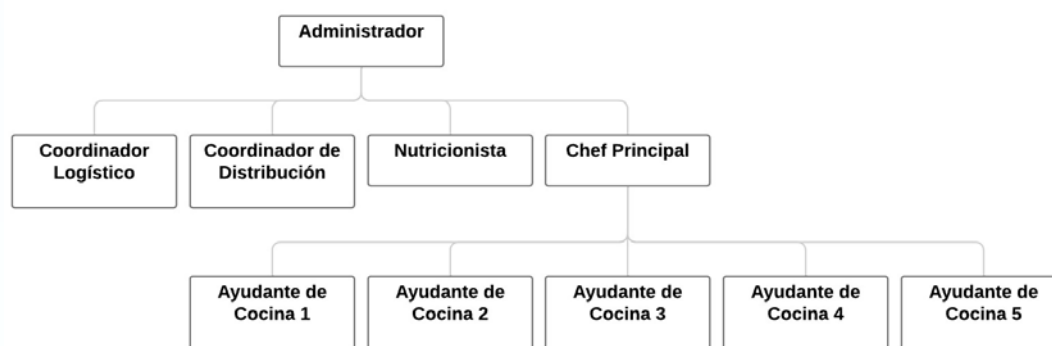 Administrador
Coordinador
Logístico
Coordinador de
Distribución
Nutricionista
Chef Principal
Ayudante de
Cocina 1
Ayudante de
Cocina 2
Ayudante de
Cocina 3
Ayudante de
Cocina 4
Ayudante de
Cocina 5